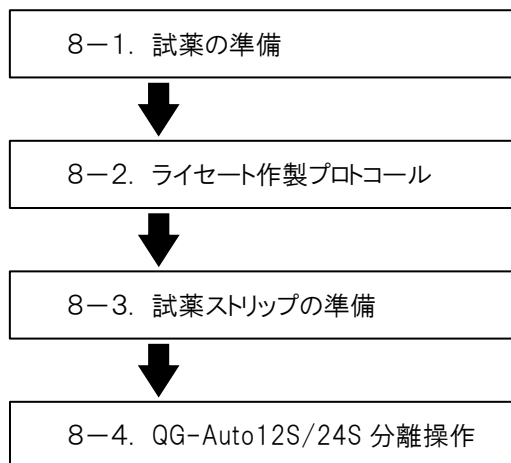 8－1. 試薬の準備
8－2. ライセート作製プロトコール
8－3. 試薬ストリップの準備
8－4. QG-Auto12S/24S 分離操作